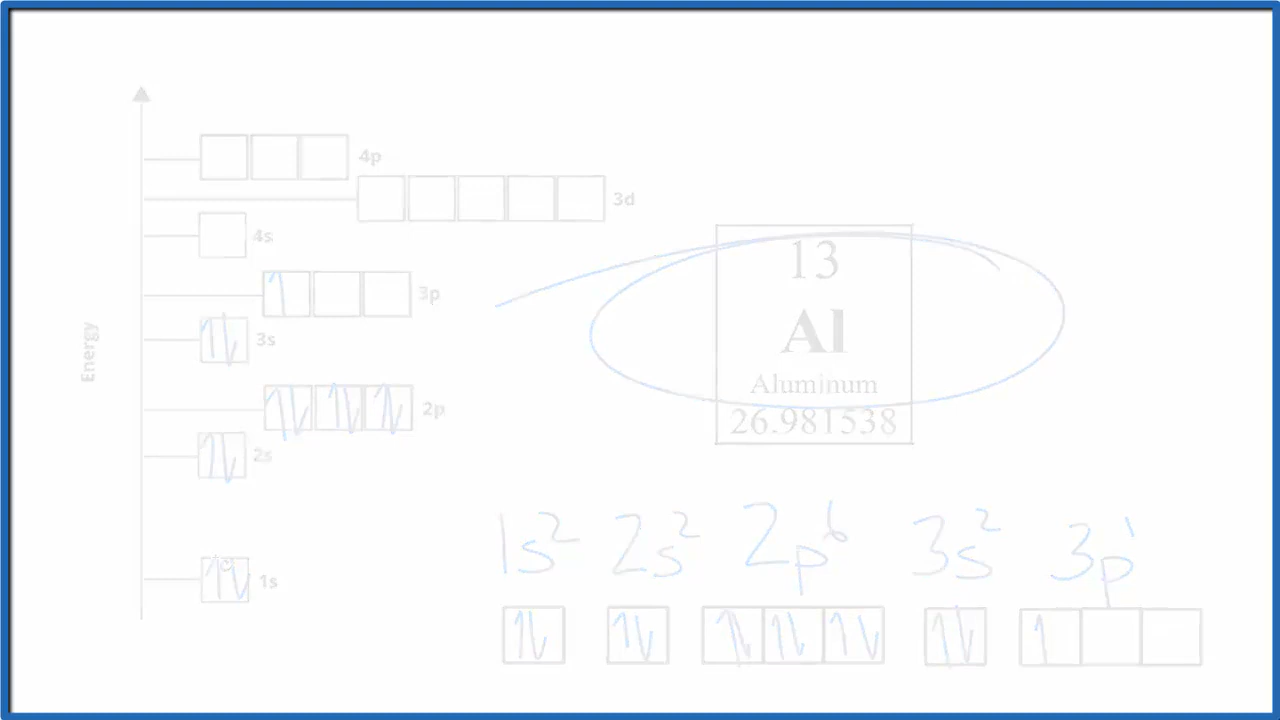 4p
3d
4s
3p
3s
2p
2s
1s
Energy
13
Al
Aluminum
26.981538
1s² 2s² 2p⁶ 3s² 3p¹